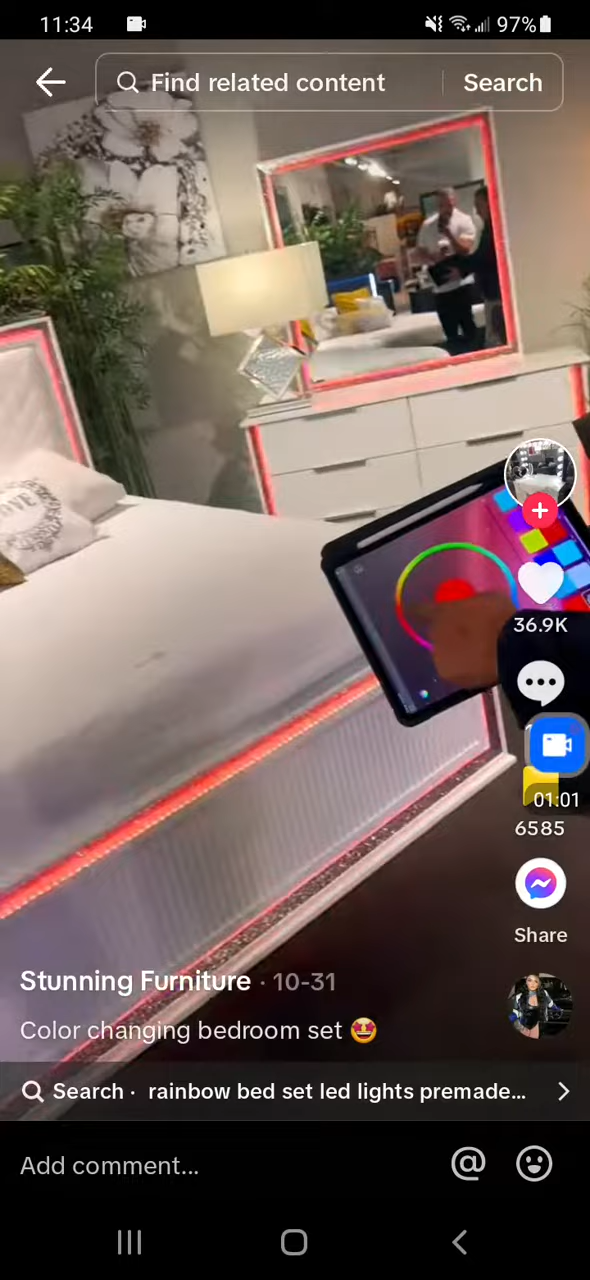 11:34
97%
Find related content
Search
OVE
36.9K
01:01
6585
Share
Stunning Furniture · 10-31
Color changing bedroom set 🤩
Search · rainbow bed set led lights premade...
Add comment...